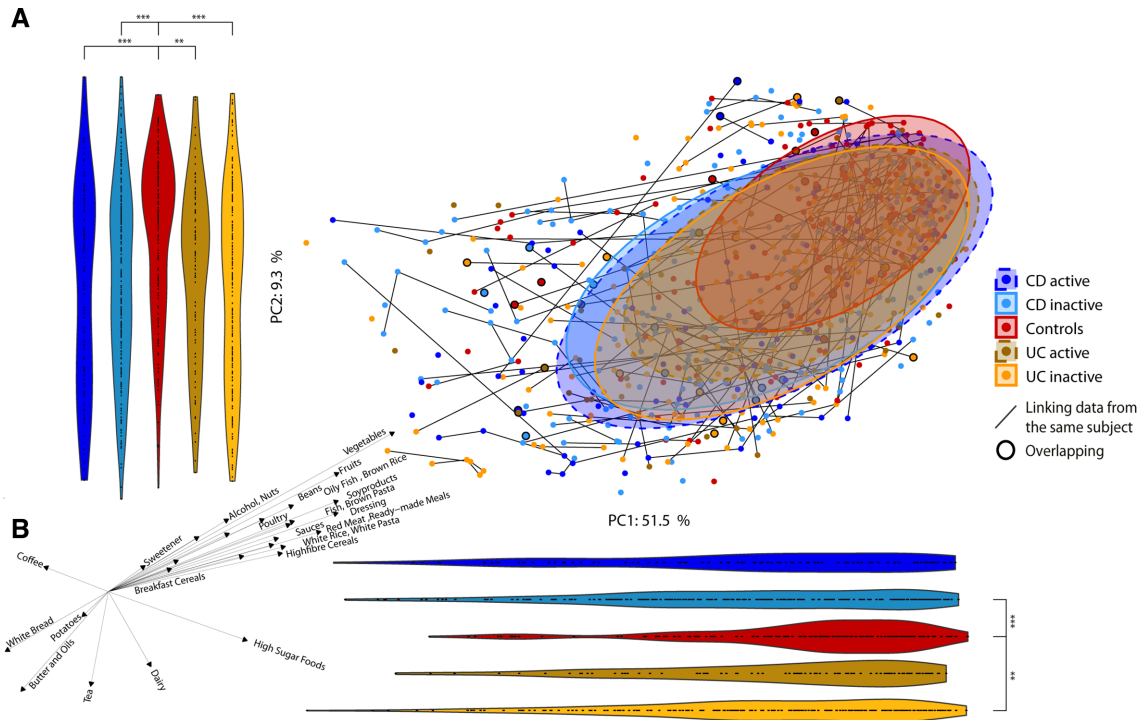 A
***
***
***
**
PC2: 9.3 %
CD active
CD inactive
Controls
UC active
UC inactive
Linking data from
the same subject
Overlapping
PC1: 51.5 %
B
Vegetables
Fruits
Oily Fish , Brown Rice
Beans
Soyproducts
Fish, Brown Pasta
Alcohol, Nuts
Dressing
Poultry
Red Meat ,Ready-made Meals
Sauces
White Rice, White Pasta
Sweetener
Highfibre Cereals
Breakfast Cereals
Coffee
White Bread
Potatoes
Butter and Oils
Tea
Dairy
High Sugar Foods
***
**